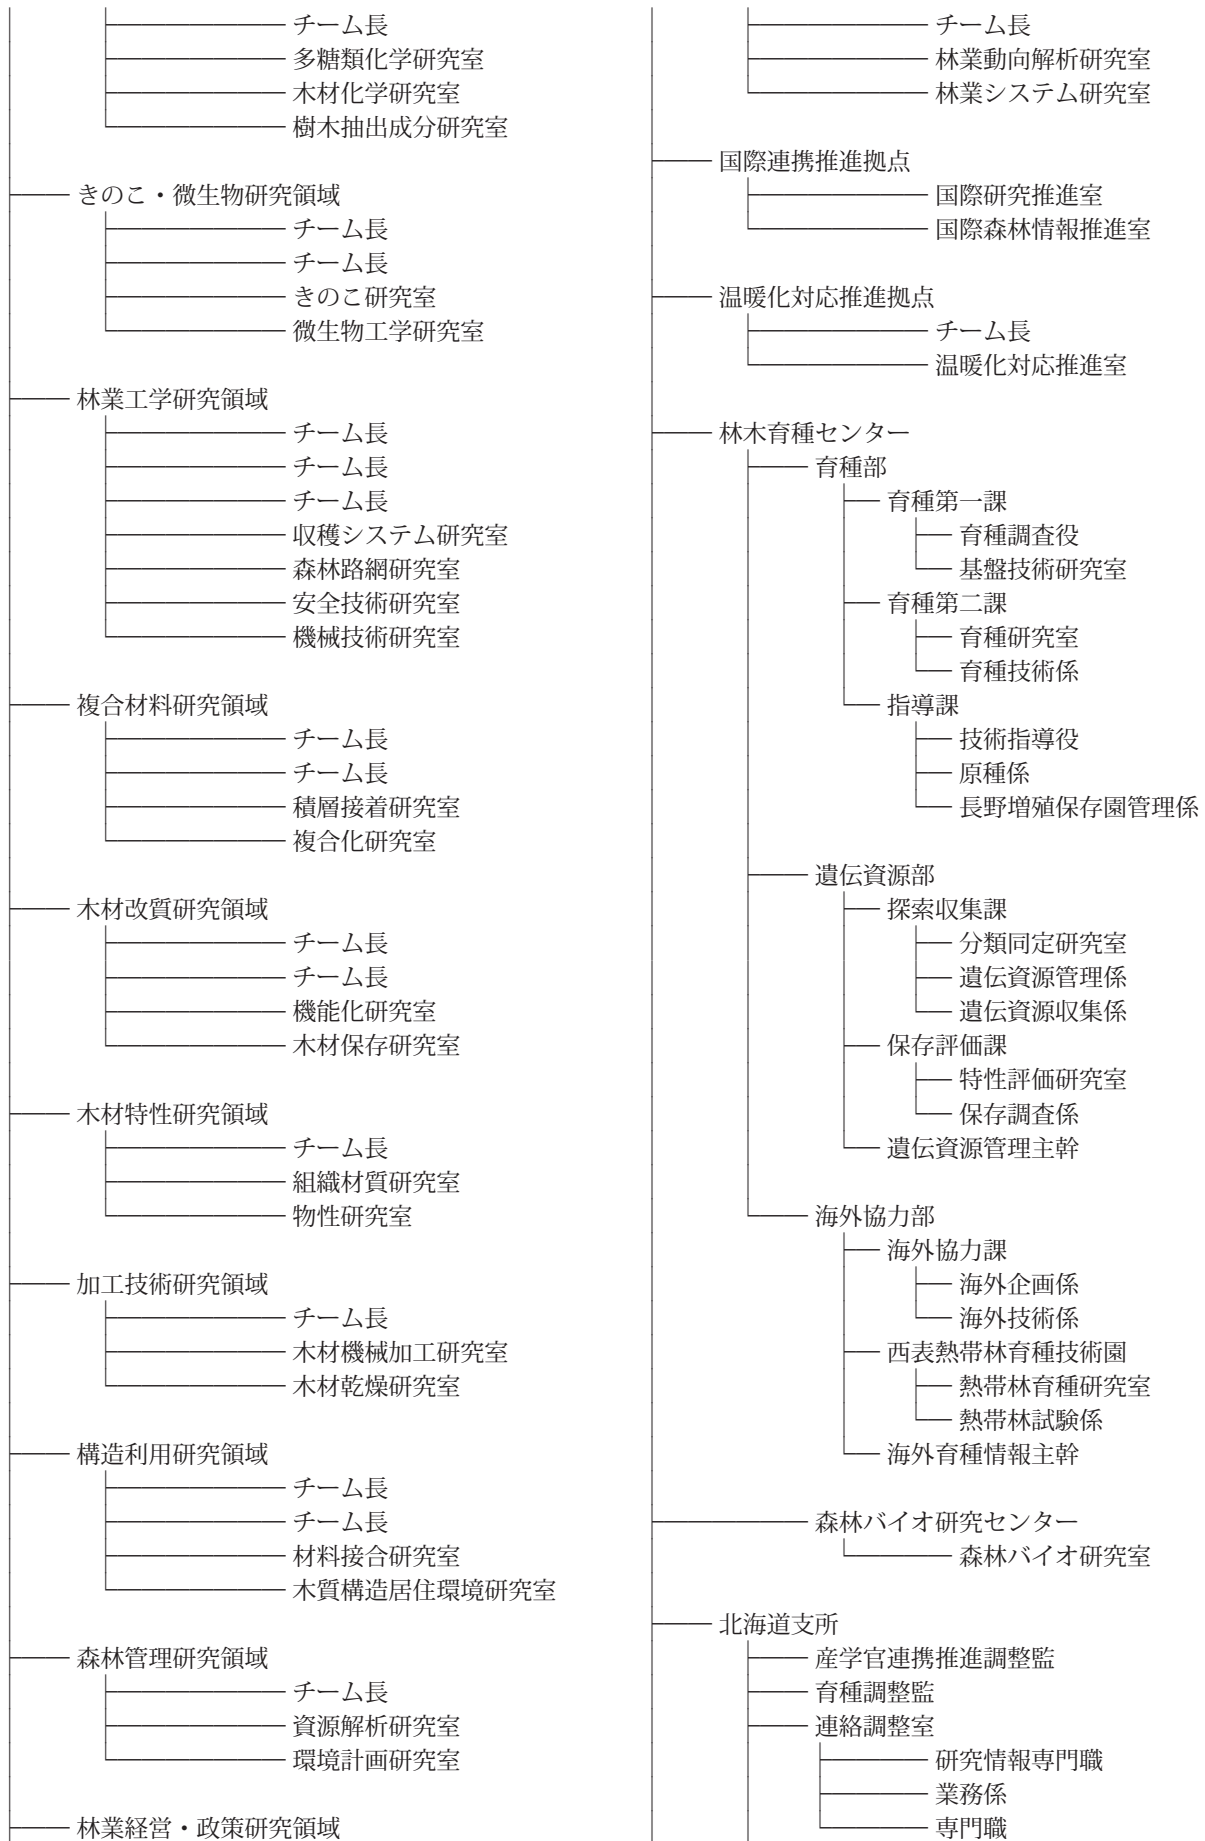 チーム長
多糖類化学研究室
木材化学研究室
樹木抽出成分研究室
きのこ・微生物研究領域
チーム長
チーム長
きのこ研究室
微生物工学研究室
林業工学研究領域
チーム長
チーム長
チーム長
収穫システム研究室
森林路網研究室
安全技術研究室
機械技術研究室
複合材料研究領域
チーム長
チーム長
積層接着研究室
複合化研究室
木材改質研究領域
チーム長
チーム長
機能化研究室
木材保存研究室
木材特性研究領域
チーム長
組織材質研究室
物性研究室
加工技術研究領域
チーム長
木材機械加工研究室
木材乾燥研究室
構造利用研究領域
チーム長
チーム長
材料接合研究室
木質構造居住環境研究室
森林管理研究領域
チーム長
資源解析研究室
環境計画研究室
林業経営・政策研究領域
チーム長
林業動向解析研究室
林業システム研究室
国際連携推進拠点
国際研究推進室
国際森林情報推進室
温暖化対応推進拠点
チーム長
温暖化対応推進室
林木育種センター
育種部
育種第一課
育種調査役
基盤技術研究室
育種第二課
育種研究室
育種技術係
指導課
技術指導役
原種係
長野増殖保存園管理係
遺伝資源部
探索収集課
分類同定研究室
遺伝資源管理係
遺伝資源収集係
保存評価課
特性評価研究室
保存調査係
遺伝資源管理主幹
海外協力部
海外協力課
海外企画係
海外技術係
西表熱帯林育種技術園
熱帯林育種研究室
熱帯林試験係
海外育種情報主幹
森林バイオ研究センター
森林バイオ研究室
北海道支所
産学官連携推進調整監
育種調整監
連絡調整室
研究情報専門職
業務係
専門職